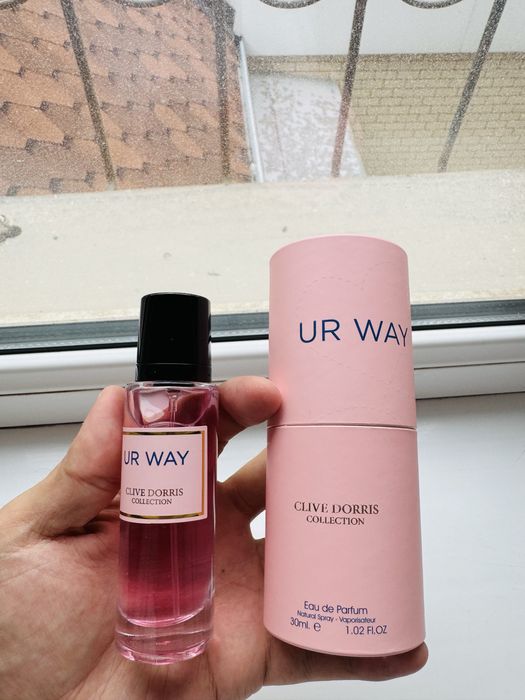 UR WAY
CLIVE DORRIS
COLLECTION
UR WAY
CLIVE DORRIS
COLLECTION
Eau de Parfum
Natural Spray - Vaporisateur
30ml. ℮ 1.02 Fl.OZ